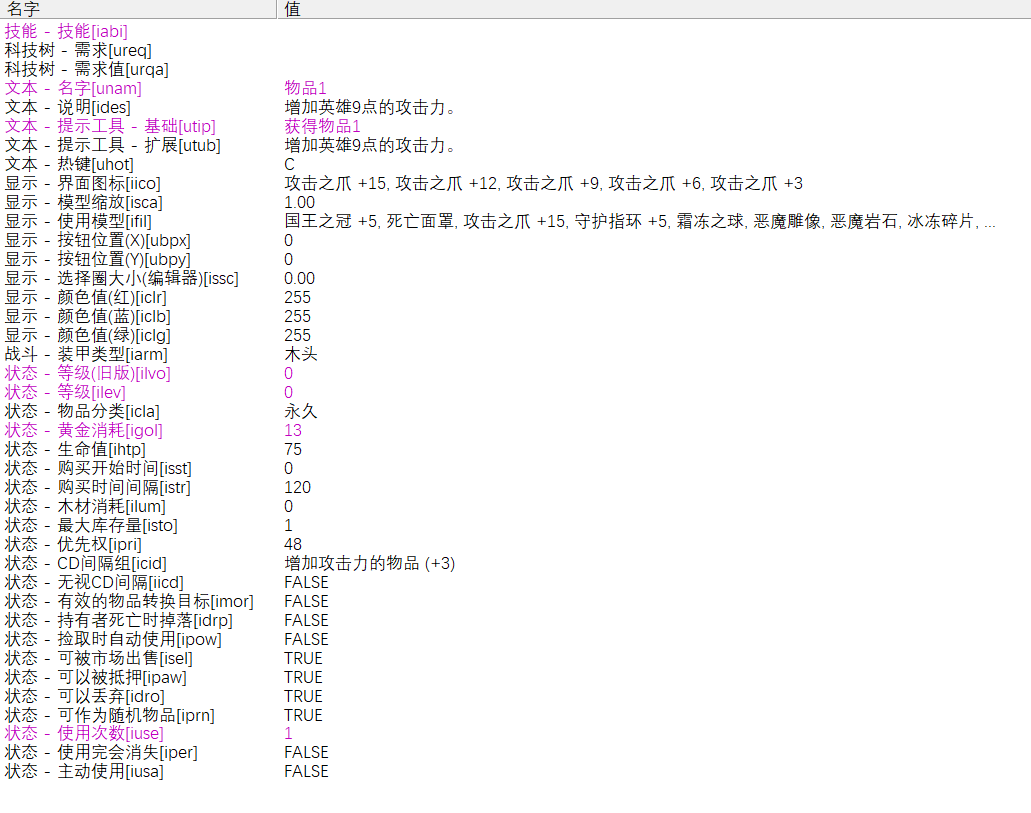 名字 值
技能 - 技能[iabi]
科技树 - 需求[ureq]
科技树 - 需求值[urqa]
文本 - 名字[unam] 物品1
文本 - 说明[ides] 增加英雄9点的攻击力。
文本 - 提示工具 - 基础[utip] 获得物品1
文本 - 提示工具 - 扩展[utub] 增加英雄9点的攻击力。
文本 - 热键[uhot] C
显示 - 界面图标[iico] 攻击之爪 +15, 攻击之爪 +12, 攻击之爪 +9, 攻击之爪 +6, 攻击之爪 +3
显示 - 模型缩放[isca] 1.00
显示 - 使用模型[ifil] 国王之冠 +5, 死亡面罩, 攻击之爪 +15, 守护指环 +5, 霜冻之球, 恶魔雕像, 恶魔岩石, 冰冻碎片, ...
显示 - 按钮位置(X)[ubpx] 0
显示 - 按钮位置(Y)[ubpy] 0
显示 - 选择圈大小(编辑器)[issc] 0.00
显示 - 颜色值(红)[iclr] 255
显示 - 颜色值(蓝)[iclb] 255
显示 - 颜色值(绿)[iclg] 255
战斗 - 装甲类型[iarm] 木头
状态 - 等级(旧版)[ilvo] 0
状态 - 等级[ilev] 0
状态 - 物品分类[icla] 永久
状态 - 黄金消耗[igol] 13
状态 - 生命值[ihtp] 75
状态 - 购买开始时间[isst] 0
状态 - 购买时间间隔[istr] 120
状态 - 木材消耗[ilum] 0
状态 - 最大库存量[isto] 1
状态 - 优先权[ipri] 48
状态 - CD间隔组[icid] 增加攻击力的物品 (+3)
状态 - 无视CD间隔[iicd] FALSE
状态 - 有效的物品转换目标[imor] FALSE
状态 - 持有者死亡时掉落[idrp] FALSE
状态 - 捡取时自动使用[ipow] FALSE
状态 - 可被市场出售[isel] TRUE
状态 - 可以被抵押[ipaw] TRUE
状态 - 可以丢弃[idro] TRUE
状态 - 可作为随机物品[iprn] TRUE
状态 - 使用次数[iuse] 1
状态 - 使用完会消失[iper] FALSE
状态 - 主动使用[iusa] FALSE